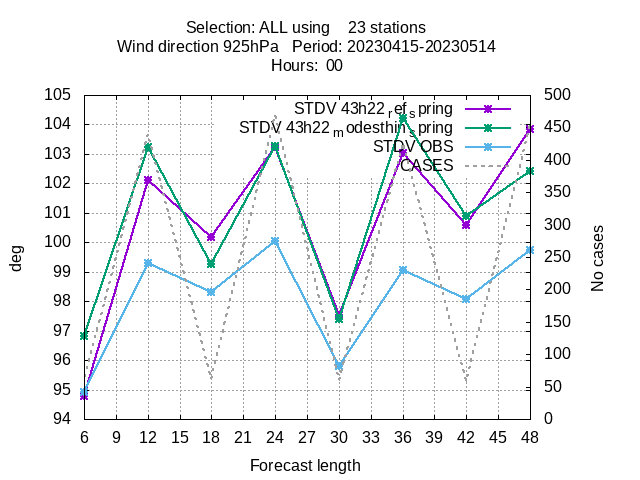 Selection: ALL using    23 stations
Wind direction 925hPa   Period: 20230415-20230514
Hours:  00
105
104
103
102
101
100
99
98
97
96
95
94
500
450
400
350
300
250
200
150
100
50
0
STDV 43h22_ref_spring
STDV 43h22_modesthin_spring
STDV OBS
CASES
deg
No cases
6 9 12 15 18 21 24 27 30 33 36 39 42 45 48
Forecast length